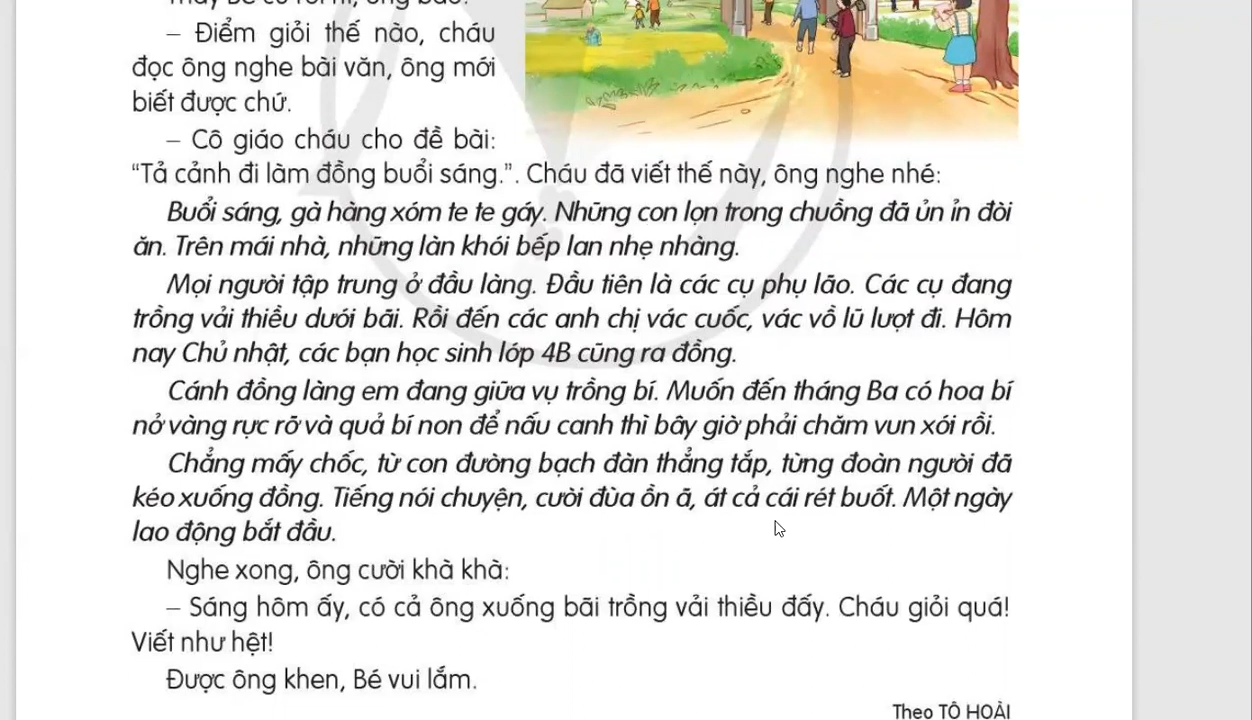 – Điểm giỏi thế nào, cháu
đọc ông nghe bài văn, ông mới
biết được chứ.
– Cô giáo cháu cho đề bài:
“Tả cảnh đi làm đồng buổi sáng.”. Cháu đã viết thế này, ông nghe nhé:
Buổi sáng, gà hàng xóm te te gáy. Những con lợn trong chuồng đã ủn ỉn đòi
ăn. Trên mái nhà, những làn khói bếp lan nhẹ nhàng.
Mọi người tập trung ở đầu làng. Đầu tiên là các cụ phụ lão. Các cụ đang
trồng vải thiều dưới bãi. Rồi đến các anh chị vác cuốc, vác vồ lũ lượt đi. Hôm
nay Chủ nhật, các bạn học sinh lớp 4B cũng ra đồng.
Cánh đồng làng em đang giữa vụ trồng bí. Muốn đến tháng Ba có hoa bí
nở vàng rực rỡ và quả bí non để nấu canh thì bây giờ phải chăm vun xới rồi.
Chẳng mấy chốc, từ con đường bạch đàn thẳng tắp, từng đoàn người đã
kéo xuống đồng. Tiếng nói chuyện, cười đùa ồn ã, át cả cái rét buốt. Một ngày
lao động bắt đầu.
Nghe xong, ông cười khà khà:
– Sáng hôm ấy, có cả ông xuống bãi trồng vải thiều đấy. Cháu giỏi quá!
Viết như hệt!
Được ông khen, Bé vui lắm.
Theo TÔ HOÀI